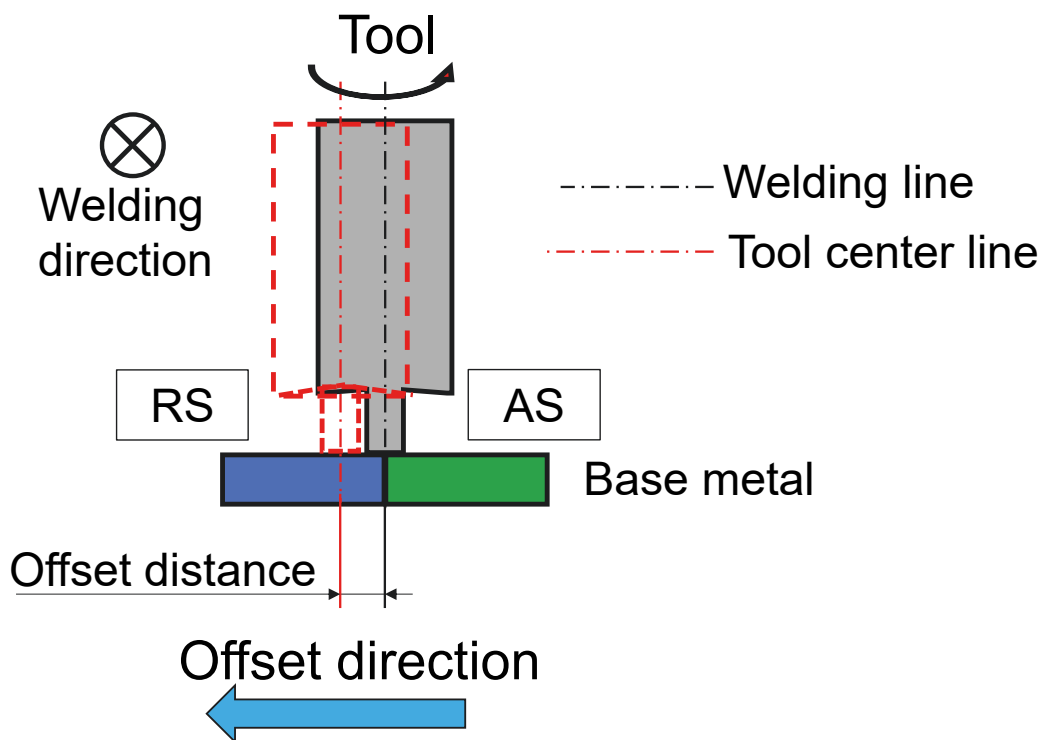 Tool
Welding
direction
Welding line
Tool center line
RS
AS
Base metal
Offset distance
Offset direction